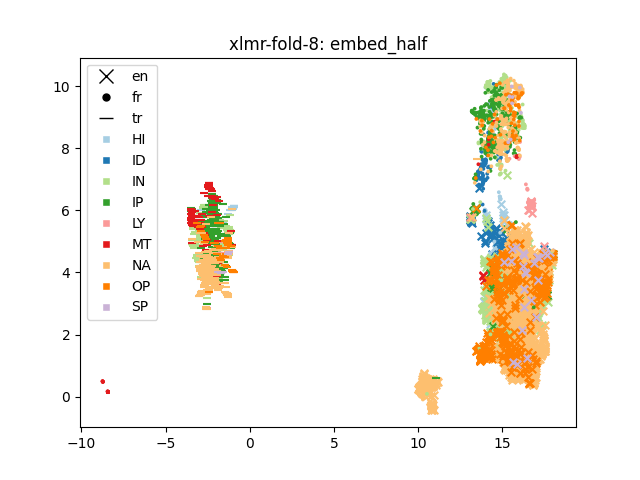 xlmr-fold-8: embed_half
en
fr
tr
HI
ID
IN
IP
LY
MT
NA
OP
SP
10
8
6
4
2
0
−10
−5
0
5
10
15